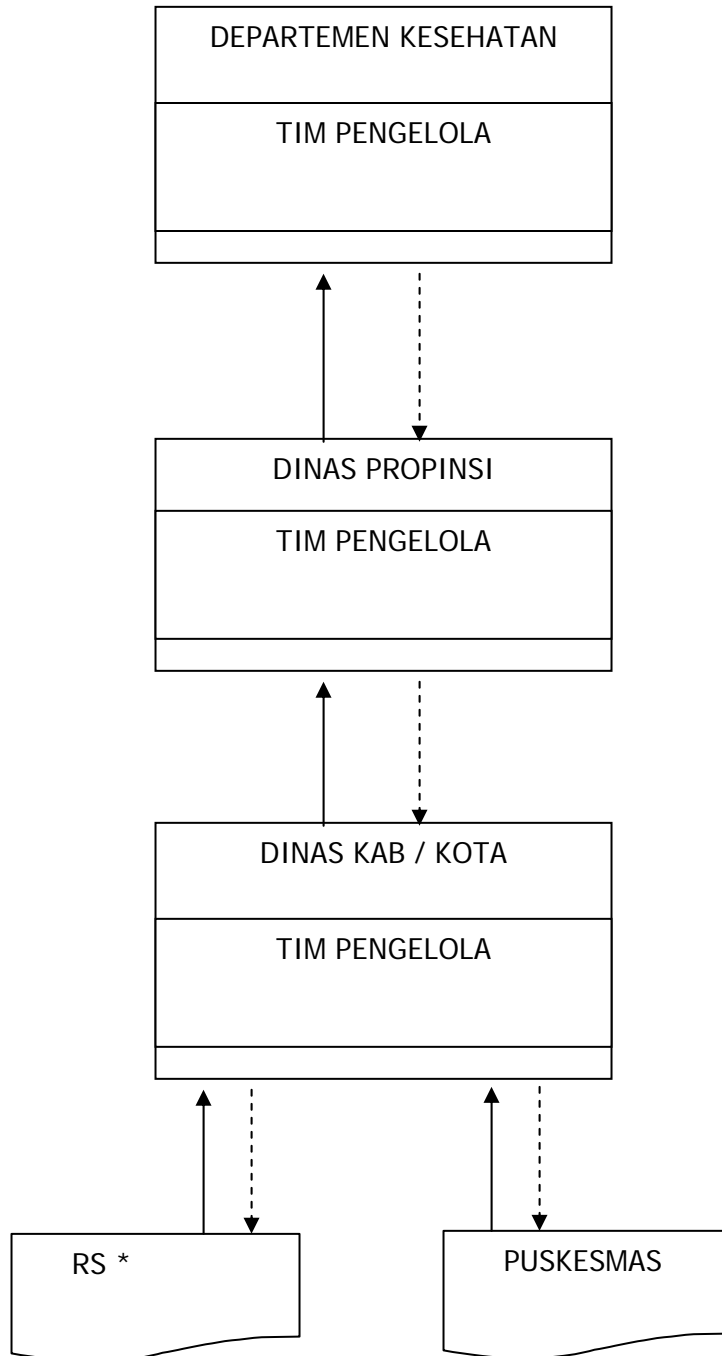 DEPARTEMEN KESEHATAN
TIM PENGELOLA
DINAS PROPINSI
TIM PENGELOLA
DINAS KAB / KOTA
TIM PENGELOLA
RS *
PUSKESMAS